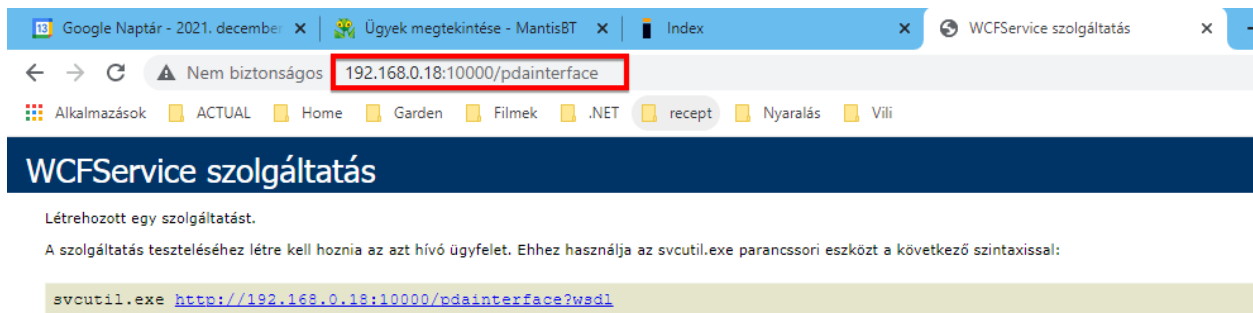 13 Google Naptár - 2021. december Ügyek megtekintése - MantisBT Index WCFService szolgáltatás
Nem biztonságos 192.168.0.18:10000/pdainterface
Alkalmazások ACTUAL Home Garden Filmek .NET recept Nyaralás Vili
WCFService szolgáltatás
Létrehozott egy szolgáltatást.
A szolgáltatás teszteléséhez létre kell hoznia az azt hívó ügyfelet. Ehhez használja az svcutil.exe parancssori eszközt a következő szintaxissal:
svcutil.exe http://192.168.0.18:10000/pdainterface?wsdl